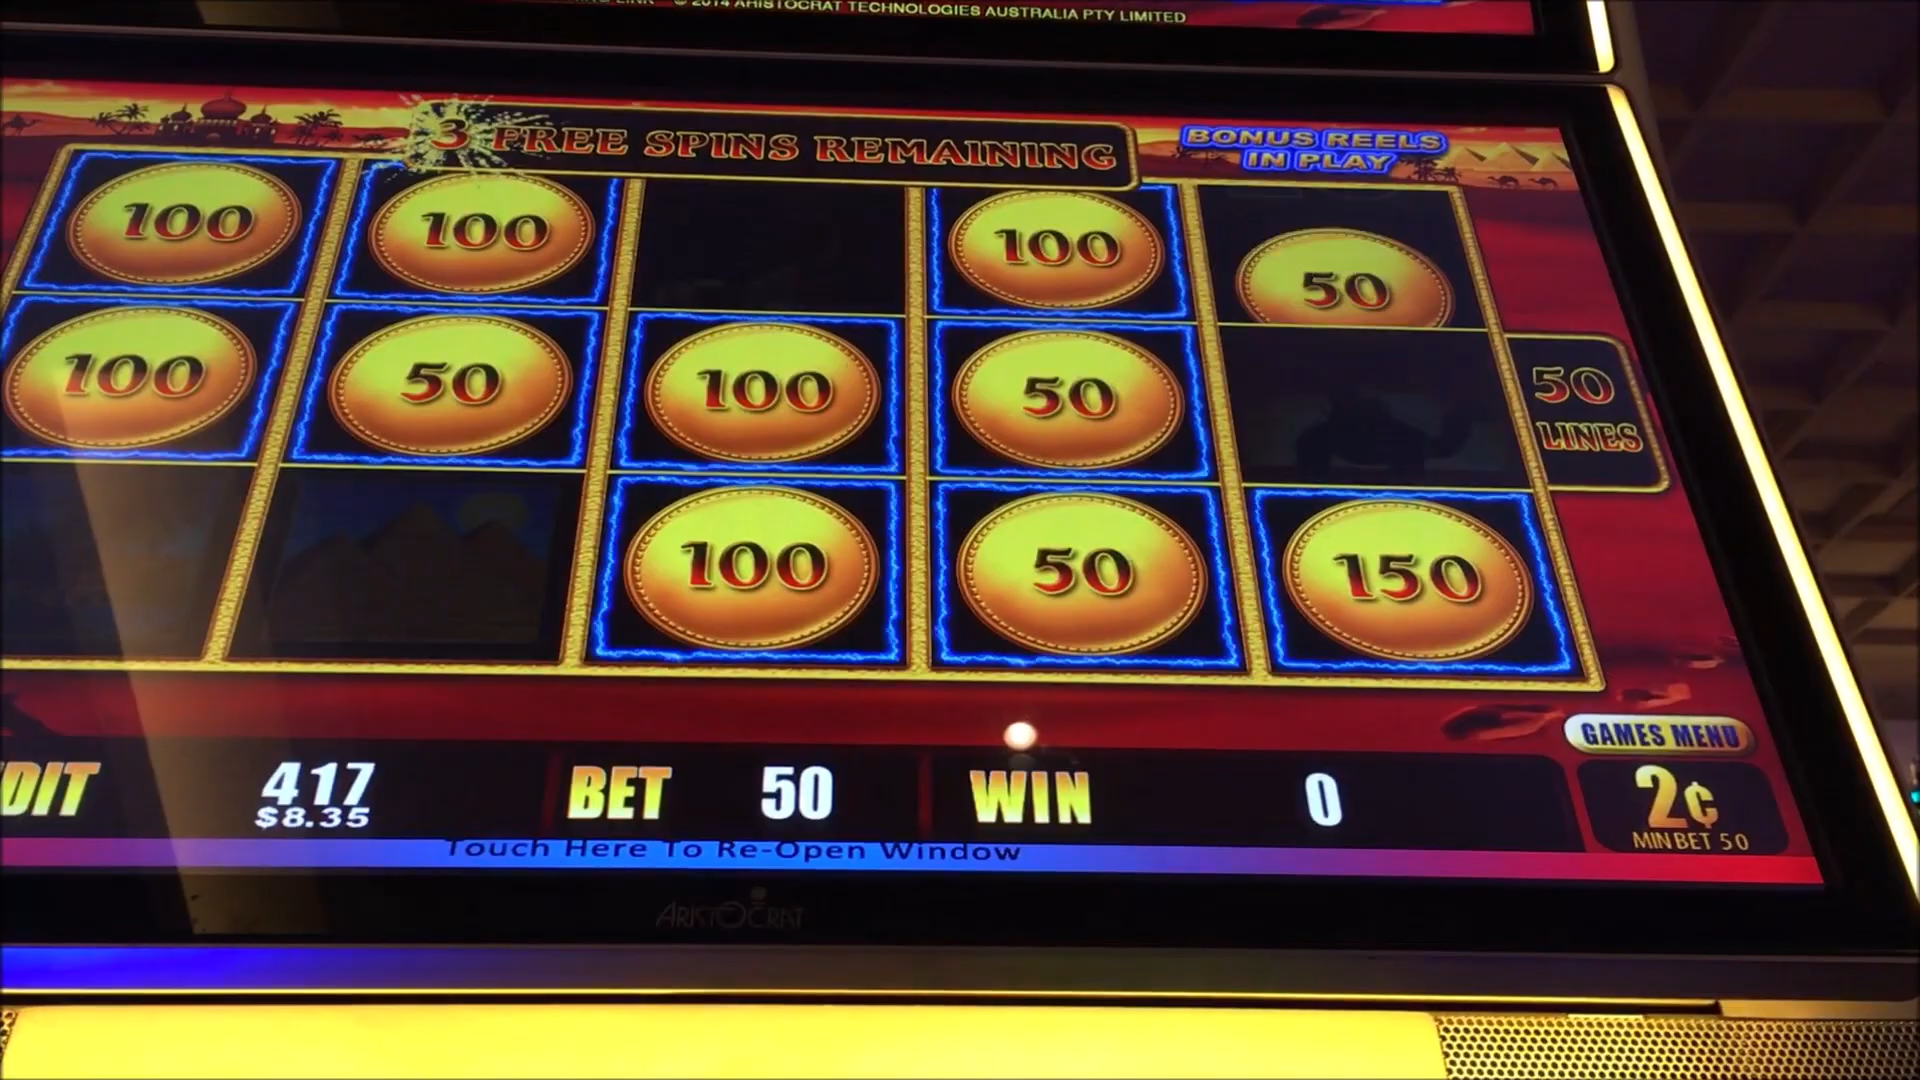 © 2014 ARISTOCRAT TECHNOLOGIES AUSTRALIA PTY LIMITED
3 FREE SPINS REMAINING
BONUS REELS
IN PLAY
100 100 100 50
100 50 100 50
50
LINES
100 50 150
GAMES MENU
DIT 417 BET 50 WIN 0 2¢
$8.35
MIN BET 50
Touch Here To Re-Open Window
ARISTOCRAT